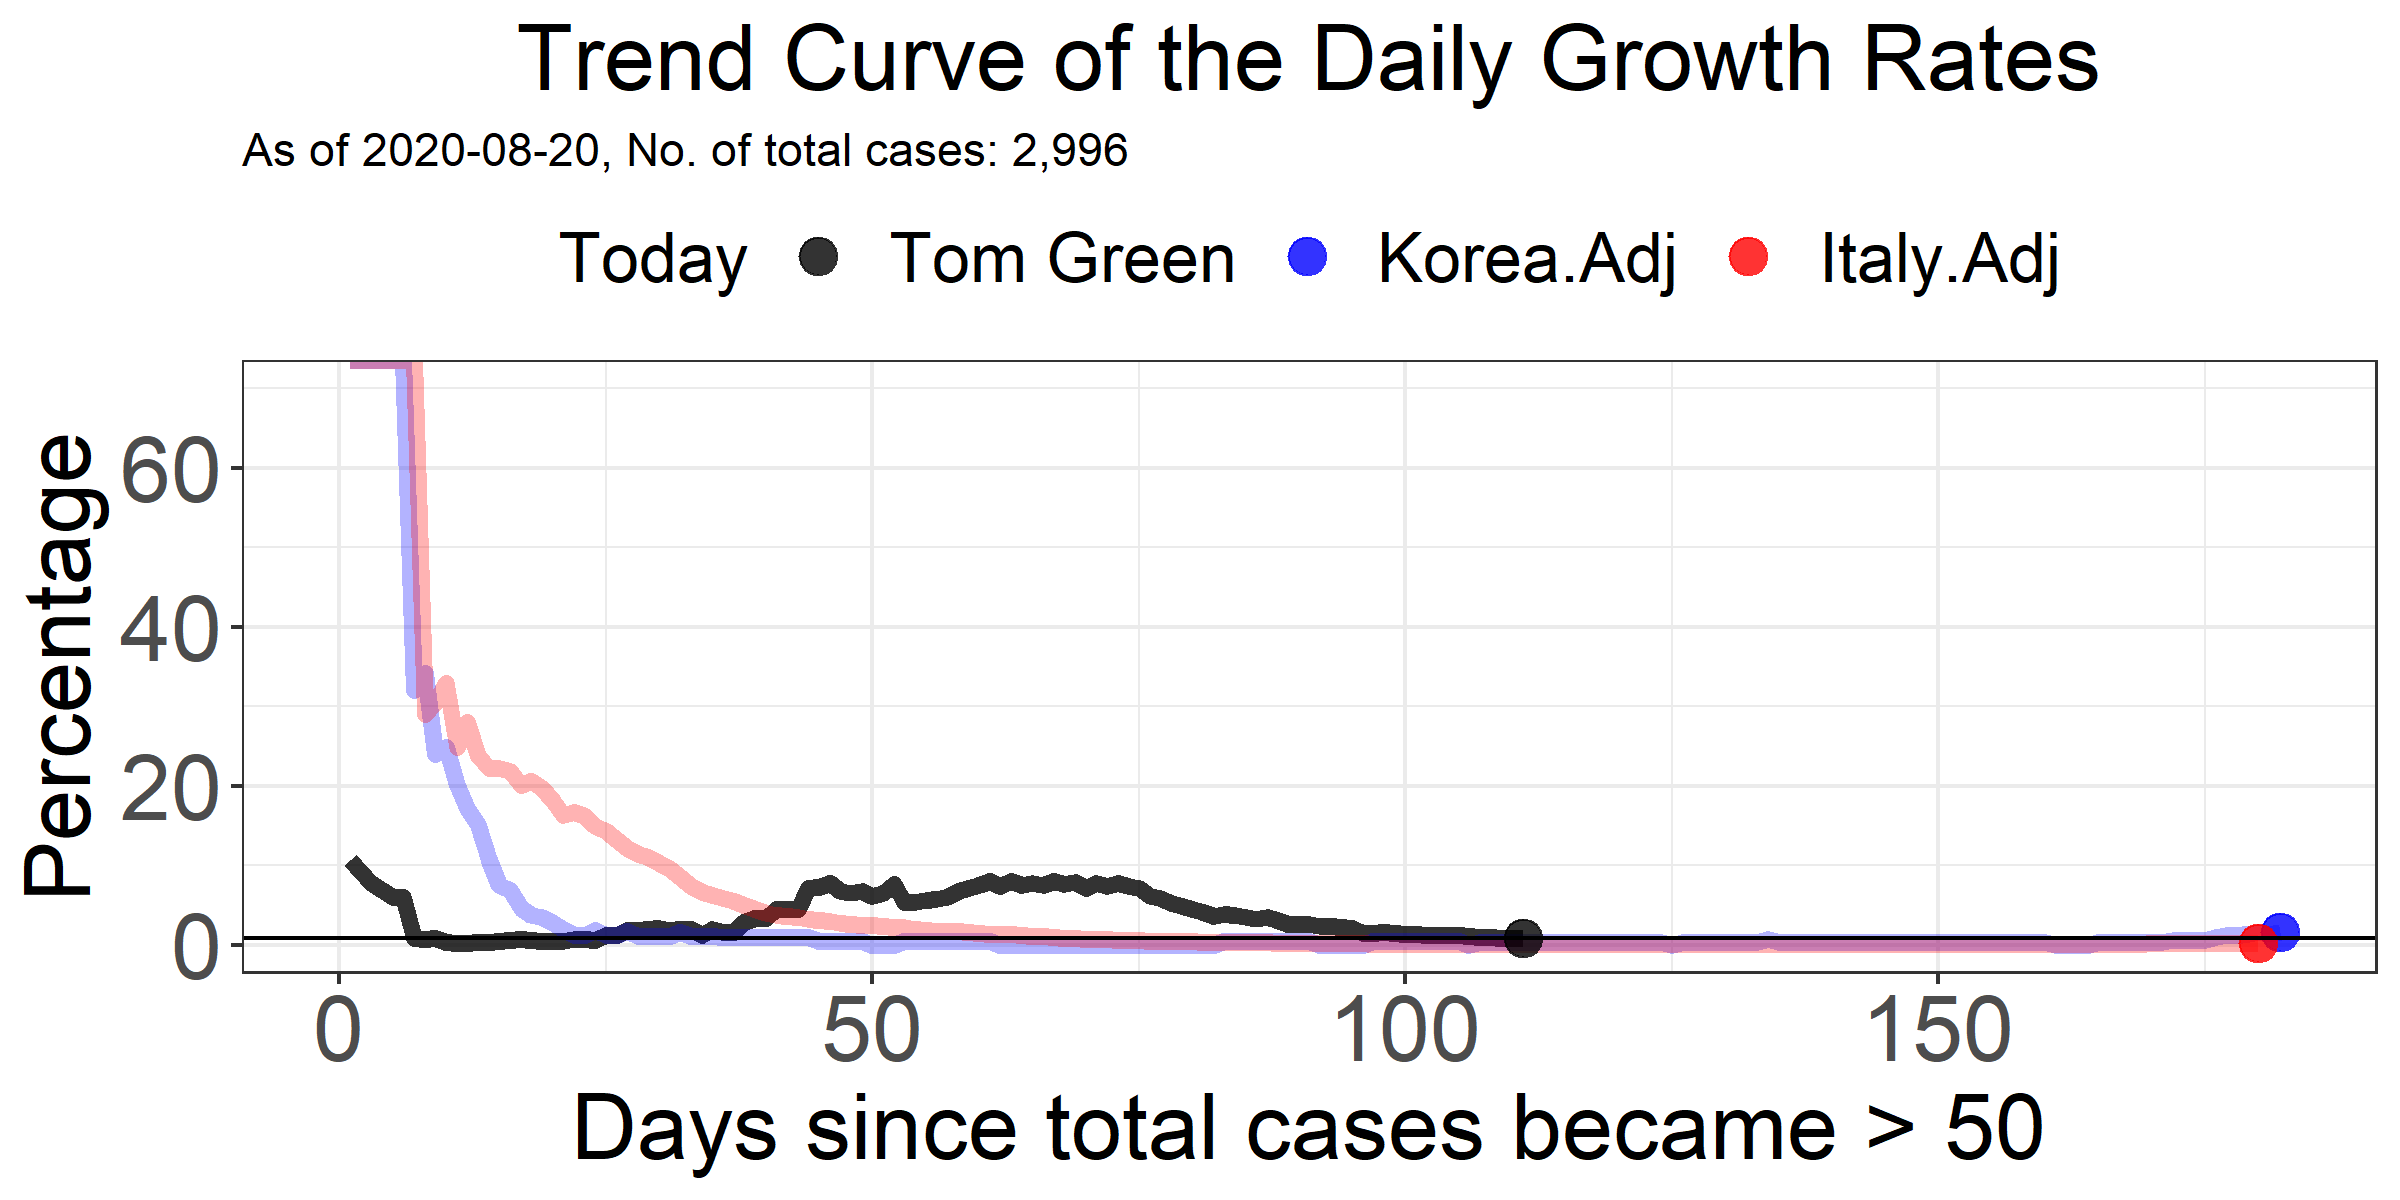 Trend Curve of the Daily Growth Rates
As of 2020-08-20, No. of total cases: 2,996
Today Tom Green Korea.Adj Italy.Adj
Percentage
60
40
20
0
0 50 100 150
Days since total cases became > 50